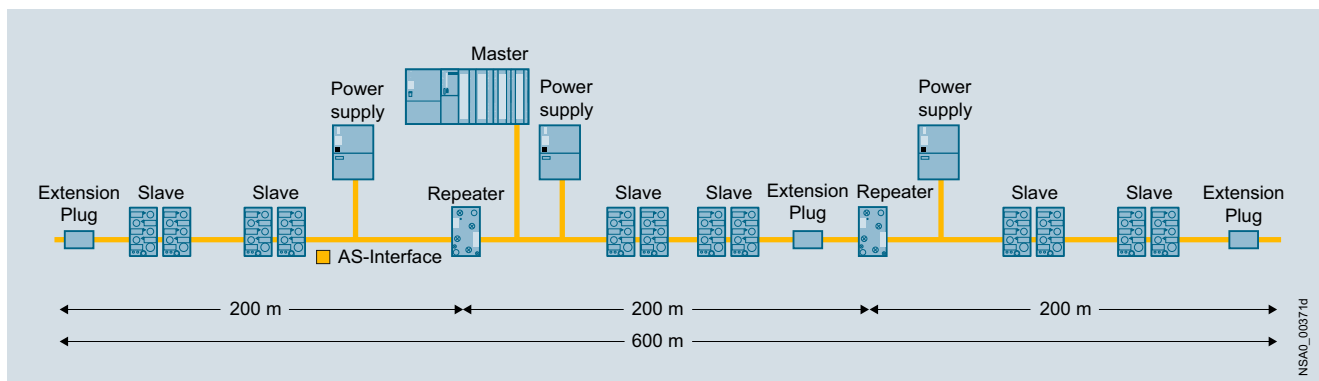 Master
Power
supply
Power
supply
Power
supply
Extension
Plug
Slave
Slave
Repeater
Slave
Slave
Extension
Plug
Repeater
Slave
Slave
Extension
Plug
AS-Interface
200 m
200 m
200 m
600 m
NSA0_00371d